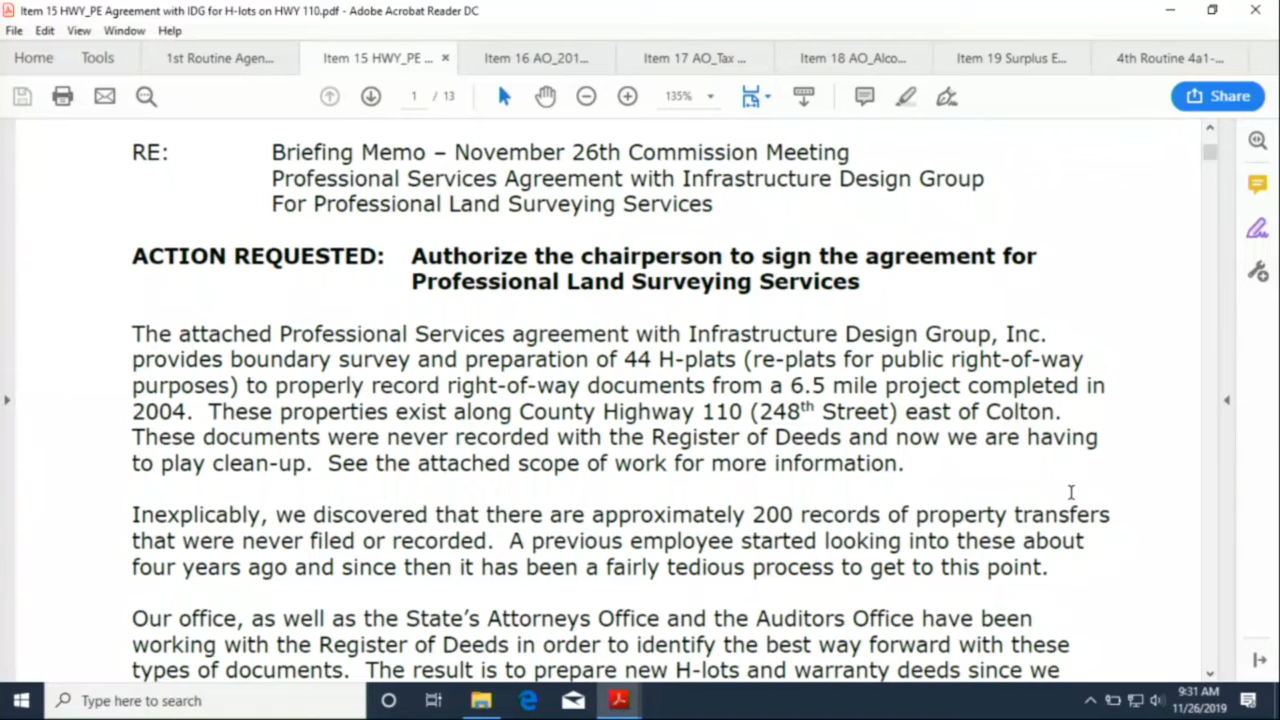 Item 15 HWY_PE Agreement with IDG for H-lots on HWY 110.pdf - Adobe Acrobat Reader DC
File Edit View Window Help
Home Tools 1st Routine Agen... Item 15 HWY_PE ... × Item 16 AO_201... Item 17 AO_Tax ... Item 18 AO_Alco... Item 19 Surplus E... 4th Routine 4a1-...
1 / 13 135% Share
RE: Briefing Memo – November 26th Commission Meeting
Professional Services Agreement with Infrastructure Design Group
For Professional Land Surveying Services
ACTION REQUESTED: Authorize the chairperson to sign the agreement for
Professional Land Surveying Services
The attached Professional Services agreement with Infrastructure Design Group, Inc.
provides boundary survey and preparation of 44 H-plats (re-plats for public right-of-way
purposes) to properly record right-of-way documents from a 6.5 mile project completed in
2004. These properties exist along County Highway 110 (248th Street) east of Colton.
These documents were never recorded with the Register of Deeds and now we are having
to play clean-up. See the attached scope of work for more information.
Inexplicably, we discovered that there are approximately 200 records of property transfers
that were never filed or recorded. A previous employee started looking into these about
four years ago and since then it has been a fairly tedious process to get to this point.
Our office, as well as the State's Attorneys Office and the Auditors Office have been
working with the Register of Deeds in order to identify the best way forward with these
types of documents. The result is to prepare new H-lots and warranty deeds since we
Type here to search
9:31 AM
11/26/2019